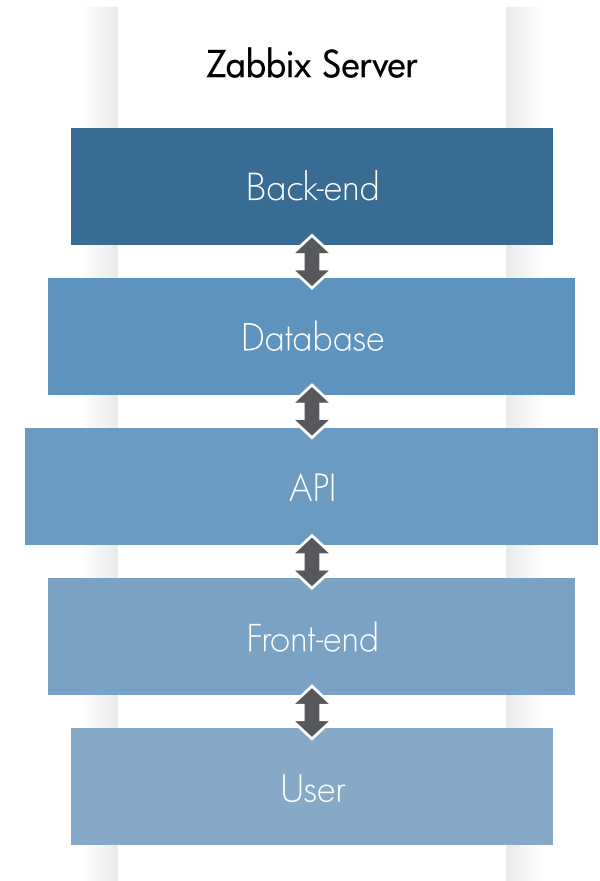 Zabbix Server
Back-end
Database
API
Front-end
User